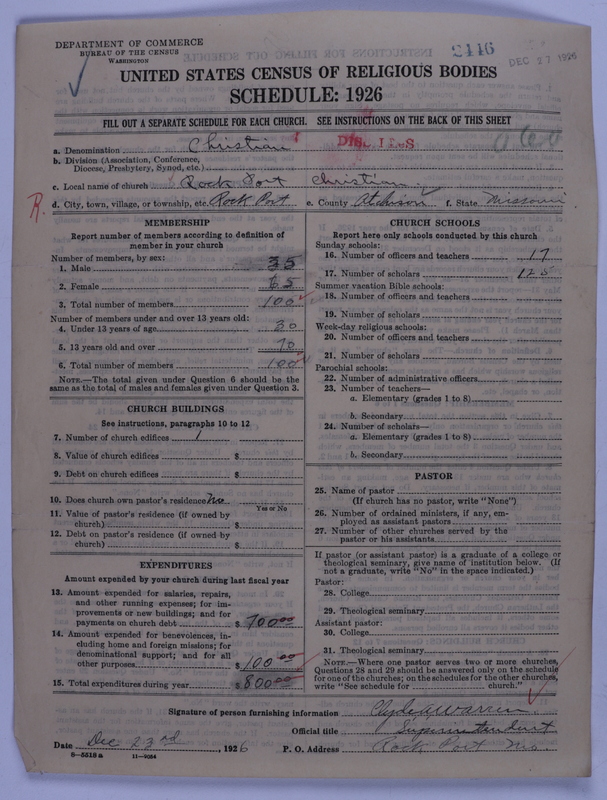 DEPARTMENT OF COMMERCE
BUREAU OF THE CENSUS
WASHINGTON
2446
DEC 27 1926
UNITED STATES CENSUS OF RELIGIOUS BODIES
SCHEDULE: 1926
FILL OUT A SEPARATE SCHEDULE FOR EACH CHURCH. SEE INSTRUCTIONS ON THE BACK OF THIS SHEET
a. Denomination Christian
b. Division (Association, Conference, Diocese, Presbytery, Synod, etc.)
c. Local name of church Rock Port Christian
R. d. City, town, village, or township, etc. Rock Port e. County Atchison f. State Missouri
MEMBERSHIP
Report number of members according to definition of
member in your church
Number of members, by sex:
1. Male 35
2. Female 65
3. Total number of members 100
Number of members under and over 13 years old:
4. Under 13 years of age 30
5. 13 years old and over 70
6. Total number of members 100
NOTE.—The total given under Question 6 should be
same as the total of males and females given under Question 3.
CHURCH BUILDINGS
See instructions, paragraphs 10 to 12
7. Number of church edifices 1
8. Value of church edifices $
9. Debt on church edifices $
10. Does church own pastor's residence? no
Yes or No
11. Value of pastor's residence (if owned by
church) $
12. Debt on pastor's residence (if owned by
church) $
EXPENDITURES
Amount expended by your church during last fiscal year
13. Amount expended for salaries, repairs,
and other running expenses; for im-
provements or new buildings; and for
payments on church debt $ 700 00
14. Amount expended for benevolences, in-
cluding home and foreign missions; for
denominational support; and for all
other purposes $ 100 00
15. Total expenditures during year $ 800 00
CHURCH SCHOOLS
Report here only schools conducted by this church
Sunday schools:
16. Number of officers and teachers 17
17. Number of scholars 125
Summer vacation Bible schools:
18. Number of officers and teachers
19. Number of scholars
Week-day religious schools:
20. Number of officers and teachers
21. Number of scholars
Parochial schools:
22. Number of administrative officers
23. Number of teachers—
a. Elementary (grades 1 to 8)
b. Secondary
24. Number of scholars—
a. Elementary (grades 1 to 8)
b. Secondary
PASTOR
25. Name of pastor
(If church has no pastor, write "None")
26. Number of ordained ministers, if any, em-
ployed as assistant pastors
27. Number of other churches served by the
pastor or his assistants
If pastor (or assistant pastor) is a graduate of a college or
theological seminary, give name of institution below. (If
not a graduate, write "No" in the space indicated.)
Pastor:
28. College
29. Theological seminary
Assistant pastor:
30. College
31. Theological seminary
NOTE.—Where one pastor serves two or more churches,
Questions 28 and 29 should be answered only on the schedule
for one of the churches; on the schedules for the other churches,
write "See schedule for church."
Signature of person furnishing information Clyde A Warren
Official title Superintendent
Date Dec 23rd, 1926 P. O. Address Rock Port Mo
8—5518a 11—9054